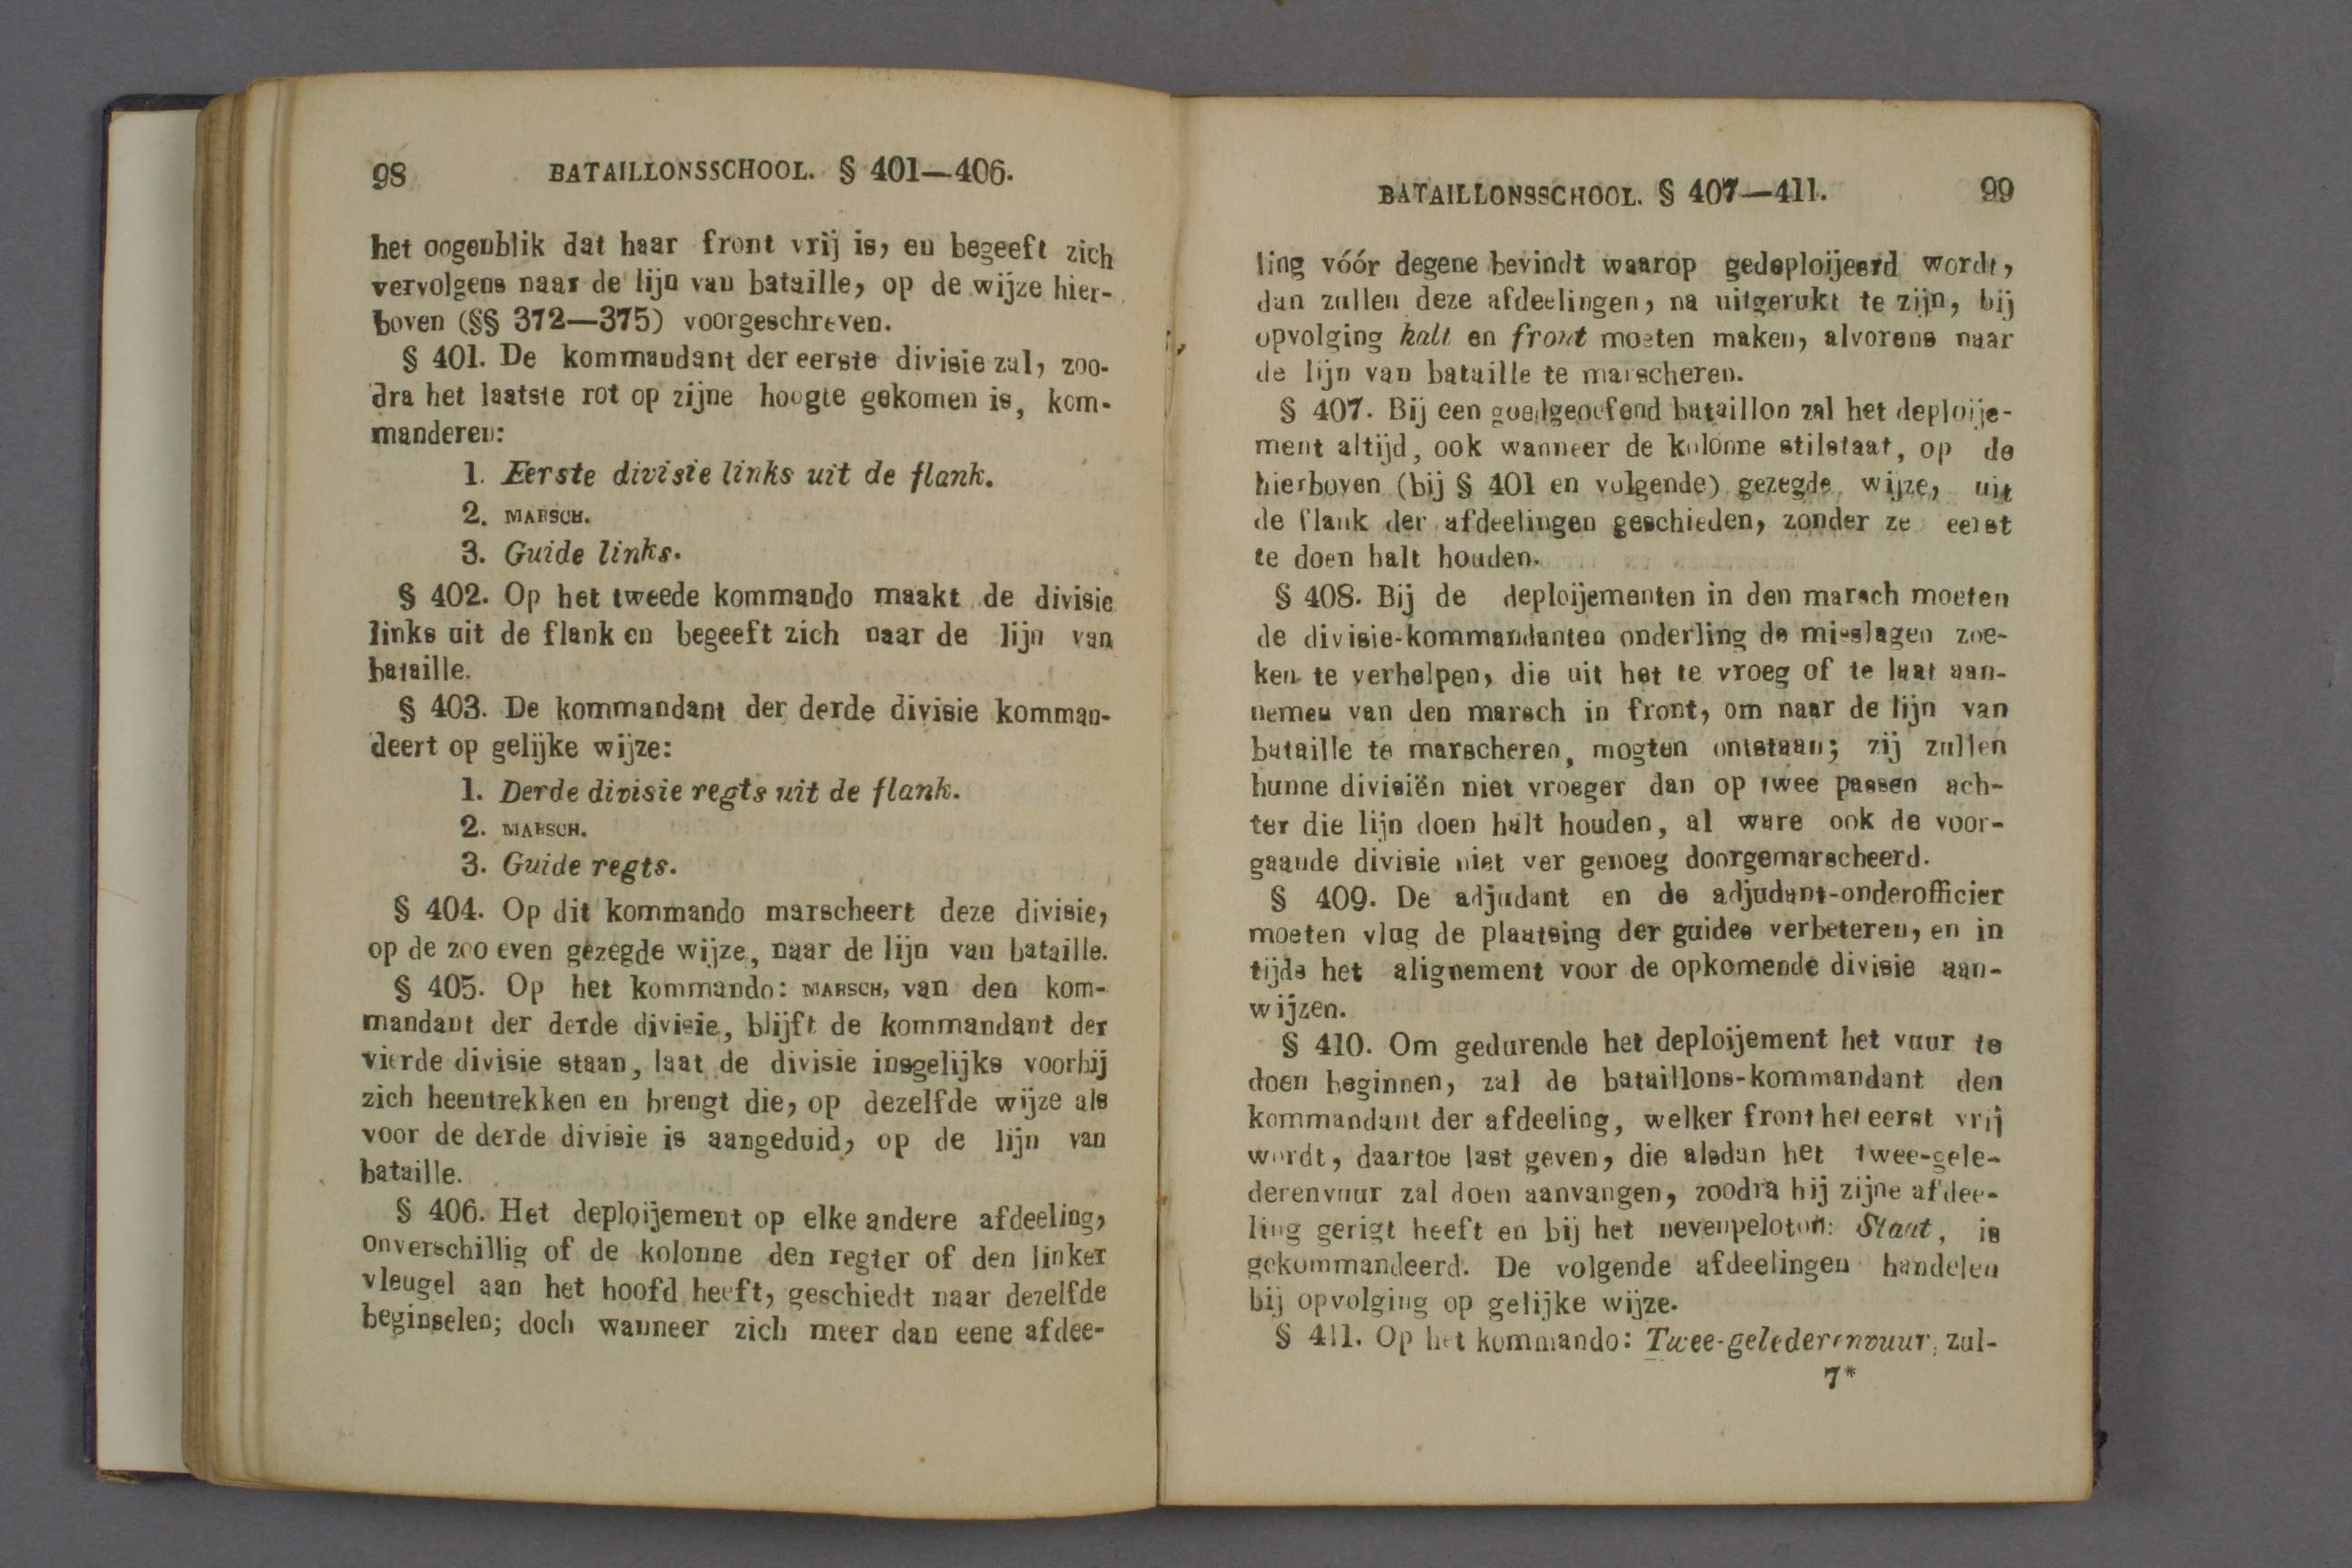 98 BATAILLONSSCHOOL. § 401—406.
het oogenblik dat haar front vrij is, en begeeft zich
vervolgens naar de lijn van bataille, op de wijze hier-
boven (§§ 372—375) voorgeschreven.
§ 401. De kommandant der eerste divisie zal, zoo-
dra het laatste rot op zijne hoogte gekomen is, kom-
manderen:
1. Eerste divisie links uit de flank.
2. MARSCH.
3. Guide links.
§ 402. Op het tweede kommando maakt de divisie
links uit de flank en begeeft zich naar de lijn van
bataille.
§ 403. De kommandant der derde divisie komman-
deert op gelijke wijze:
1. Derde divisie regts uit de flank.
2. MARSCH.
3. Guide regts.
§ 404. Op dit kommando marscheert deze divisie,
op de zoo even gezegde wijze, naar de lijn van bataille.
§ 405. Op het kommando: MARSCH, van den kom-
mandant der derde divisie, blijft de kommandant der
vierde divisie staan, laat de divisie insgelijks voorbij
zich heentrekken en brengt die, op dezelfde wijze als
voor de derde divisie is aangeduid, op de lijn van
bataille.
§ 406. Het deploijement op elke andere afdeeling,
onverschillig of de kolonne den regter of den linker
vleugel aan het hoofd heeft, geschiedt naar dezelfde
beginselen; doch wanneer zich meer dan eene afdee-
BATAILLONSSCHOOL. § 407—411. 99
ling vóór degene bevindt waarop gedeploijeerd wordt,
dan zullen deze afdeelingen, na uitgerukt te zijn, bij
opvolging halt en front moeten maken, alvorens naar
de lijn van bataille te marscheren.
§ 407. Bij een goedgeoefend bataillon zal het deploije-
ment altijd, ook wanneer de kolonne stilstaat, op de
hierboven (bij § 401 en volgende) gezegde wijze, uit
de flank der afdeelingen geschieden, zonder ze eerst
te doen halt houden.
§ 408. Bij de deploijementen in den marsch moeten
de divisie-kommandanten onderling de misslagen zoe-
ken te verhelpen, die uit het te vroeg of te laat aan-
nemen van den marsch in front, om naar de lijn van
bataille te marscheren, mogten ontstaan; zij zullen
hunne divisiën niet vroeger dan op twee passen ach-
ter die lijn doen halt houden, al ware ook de voor-
gaande divisie niet ver genoeg doorgemarscheerd.
§ 409. De adjudant en de adjudant-onderofficier
moeten vlug de plaatsing der guides verbeteren, en in
tijds het alignement voor de opkomende divisie aan-
wijzen.
§ 410. Om gedurende het deploijement het vuur te
doen beginnen, zal de bataillons-kommandant den
kommandant der afdeeling, welker front het eerst vrij
wordt, daartoe last geven, die alsdan het twee-gele-
derenvuur zal doen aanvangen, zoodra hij zijne afdee-
ling gerigt heeft en bij het nevenpeloton: Staat, is
gekommandeerd. De volgende afdeelingen handelen
bij opvolging op gelijke wijze.
§ 411. Op het kommando: Twee-gelederenvuur, zul-
7*